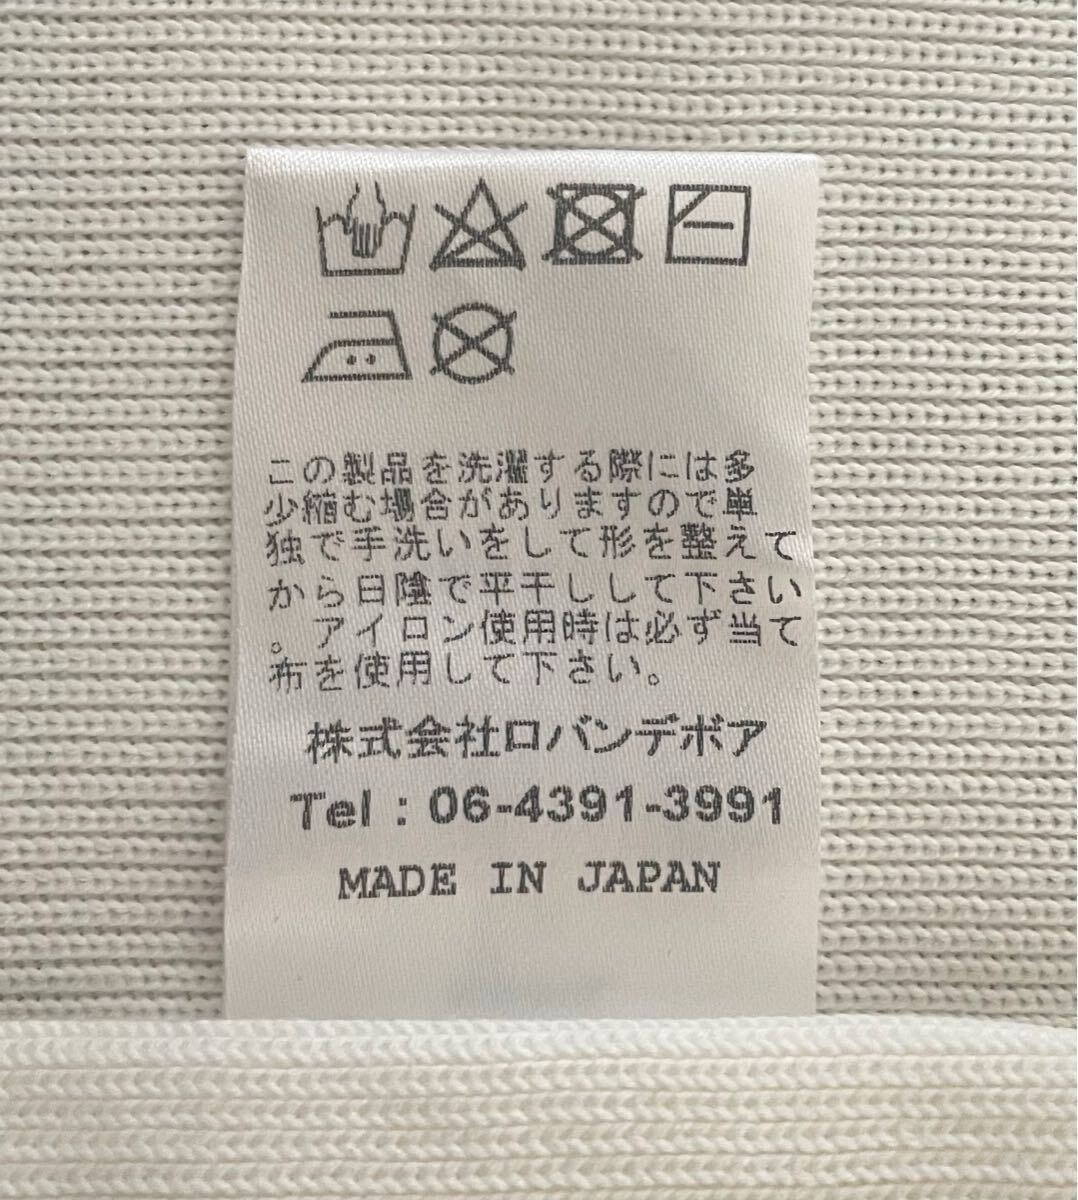 この製品を洗濯する際には多
少縮む場合がありますので単
独で手洗いをして形を整えて
から日陰で平干しして下さい
。アイロン使用時は必ず当て
布を使用して下さい。
株式会社ロバンデボア
Tel : 06-4391-3991
MADE IN JAPAN